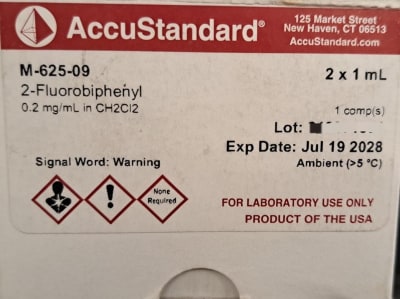 AccuStandard®
125 Market Street
New Haven, CT 06513
AccuStandard.com
M-625-09
2 x 1 mL
2-Fluorobiphenyl
0.2 mg/mL in CH2Cl2
1 comp(s)
Lot:
Exp Date: Jul 19 2028
Ambient (>5 °C)
Signal Word: Warning
None
Required
FOR LABORATORY USE ONLY
PRODUCT OF THE USA